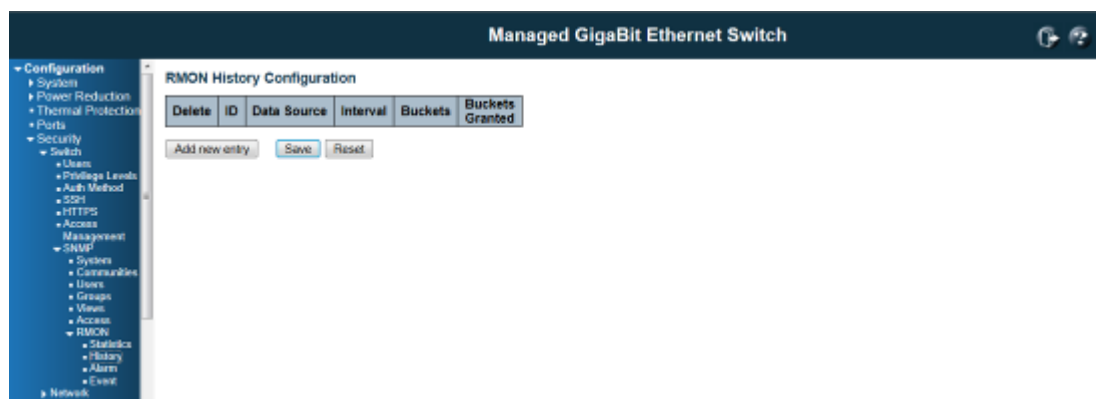 Managed GigaBit Ethernet Switch
Configuration
System
Power Reduction
Thermal Protection
Ports
Security
Switch
Users
Privilege Levels
Auth Method
SSH
HTTPS
Access
Management
SNMP
System
Communities
Users
Groups
Views
Access
RMON
Statistics
History
Alarm
Event
Network
RMON History Configuration
Delete ID Data Source Interval Buckets Buckets Granted
Add new entry Save Reset